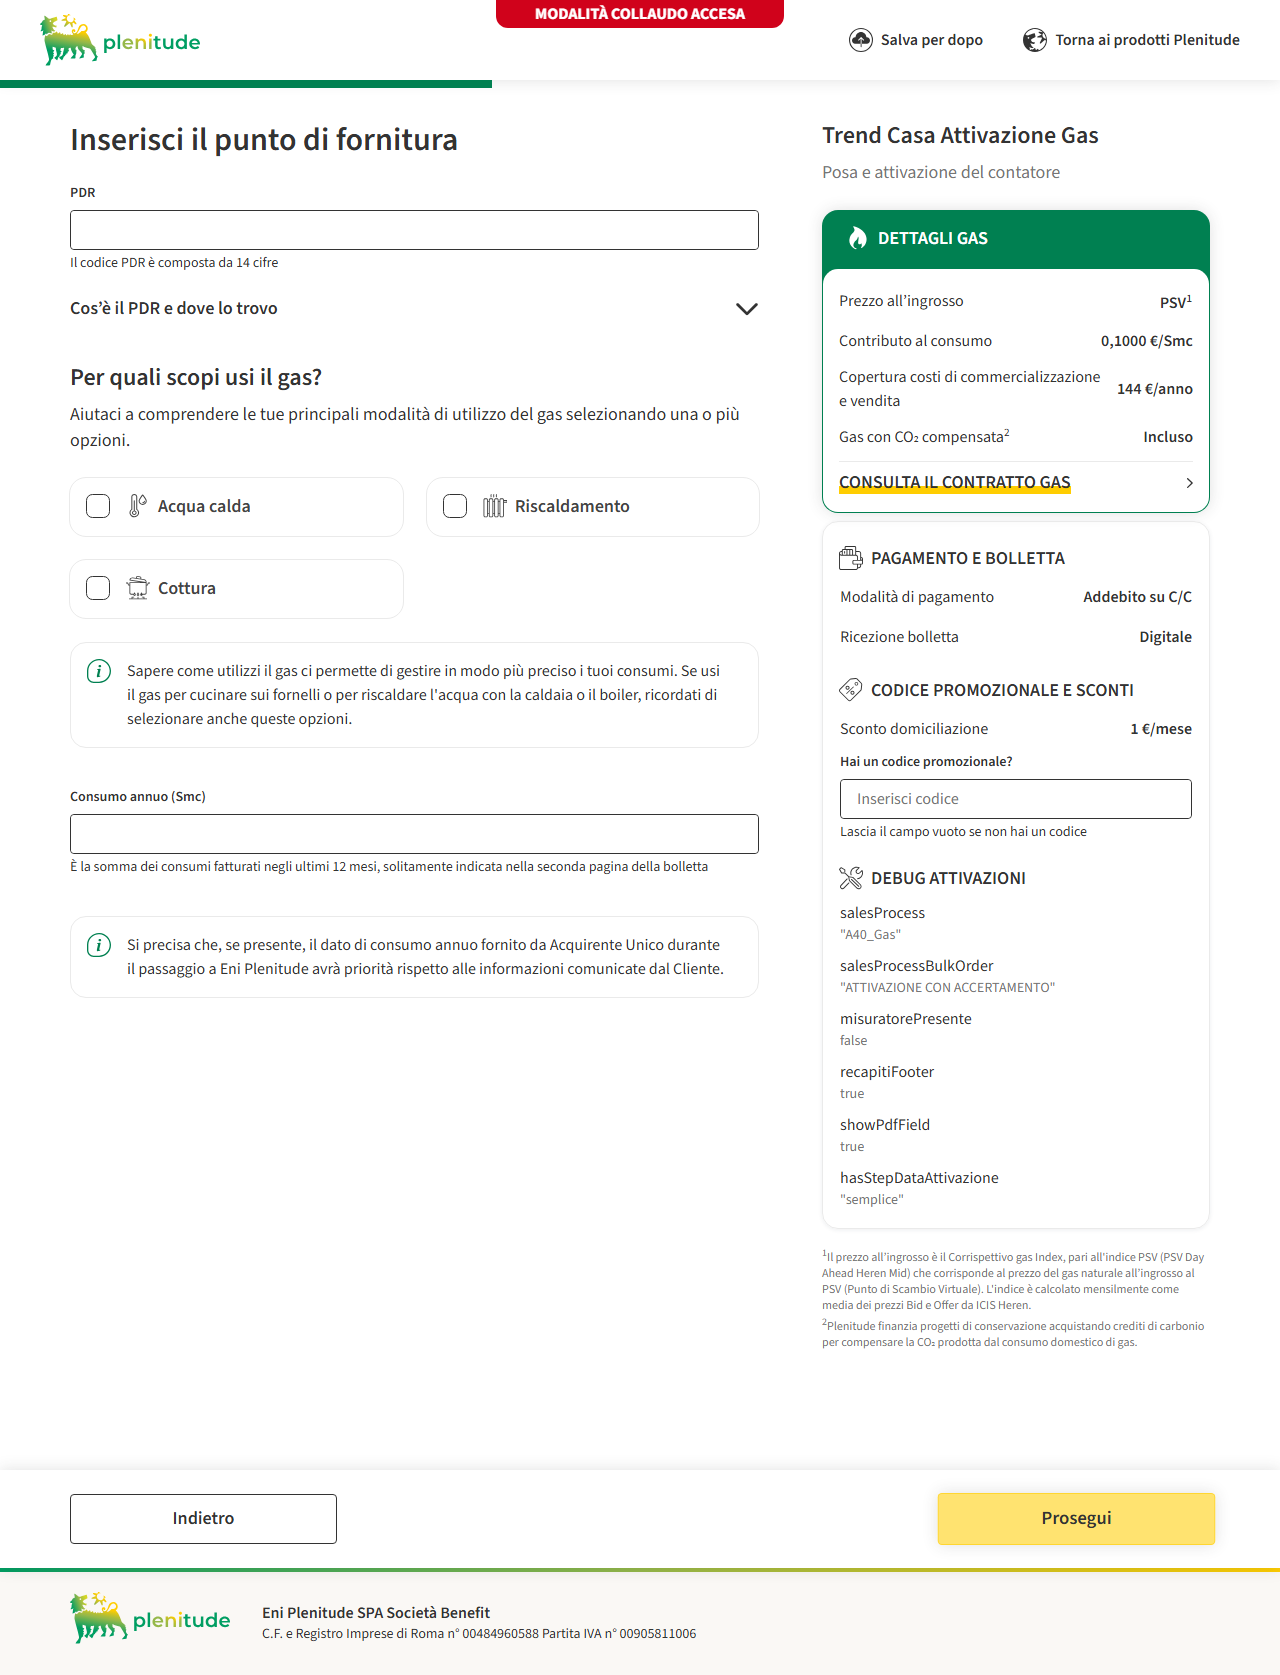 MODALITÀ COLLAUDO ACCESA
plenitude
Salva per dopo
Torna ai prodotti Plenitude
Inserisci il punto di fornitura
PDR
Il codice PDR è composta da 14 cifre
Cos’è il PDR e dove lo trovo
Per quali scopi usi il gas?
Aiutaci a comprendere le tue principali modalità di utilizzo del gas selezionando una o più
opzioni.
Acqua calda
Riscaldamento
Cottura
Sapere come utilizzi il gas ci permette di gestire in modo più preciso i tuoi consumi. Se usi
il gas per cucinare sui fornelli o per riscaldare l'acqua con la caldaia o il boiler, ricordati di
selezionare anche queste opzioni.
Consumo annuo (Smc)
È la somma dei consumi fatturati negli ultimi 12 mesi, solitamente indicata nella seconda pagina della bolletta
Si precisa che, se presente, il dato di consumo annuo fornito da Acquirente Unico durante
il passaggio a Eni Plenitude avrà priorità rispetto alle informazioni comunicate dal Cliente.
Trend Casa Attivazione Gas
Posa e attivazione del contatore
DETTAGLI GAS
Prezzo all’ingrosso PSV¹
Contributo al consumo 0,1000 €/Smc
Copertura costi di commercializzazione
e vendita 144 €/anno
Gas con CO₂ compensata² Incluso
CONSULTA IL CONTRATTO GAS
PAGAMENTO E BOLLETTA
Modalità di pagamento Addebito su C/C
Ricezione bolletta Digitale
CODICE PROMOZIONALE E SCONTI
Sconto domiciliazione 1 €/mese
Hai un codice promozionale?
Inserisci codice
Lascia il campo vuoto se non hai un codice
DEBUG ATTIVAZIONI
salesProcess
"A40_Gas"
salesProcessBulkOrder
"ATTIVAZIONE CON ACCERTAMENTO"
misuratorePresente
false
recapitiFooter
true
showPdfField
true
hasStepDataAttivazione
"semplice"
¹Il prezzo all’ingrosso è il Corrispettivo gas Index, pari all'indice PSV (PSV Day
Ahead Heren Mid) che corrisponde al prezzo del gas naturale all’ingrosso al
PSV (Punto di Scambio Virtuale). L'indice è calcolato mensilmente come
media dei prezzi Bid e Offer da ICIS Heren.
²Plenitude finanzia progetti di conservazione acquistando crediti di carbonio
per compensare la CO₂ prodotta dal consumo domestico di gas.
Indietro
Prosegui
plenitude
Eni Plenitude SPA Società Benefit
C.F. e Registro Imprese di Roma n° 00484960588 Partita IVA n° 00905811006